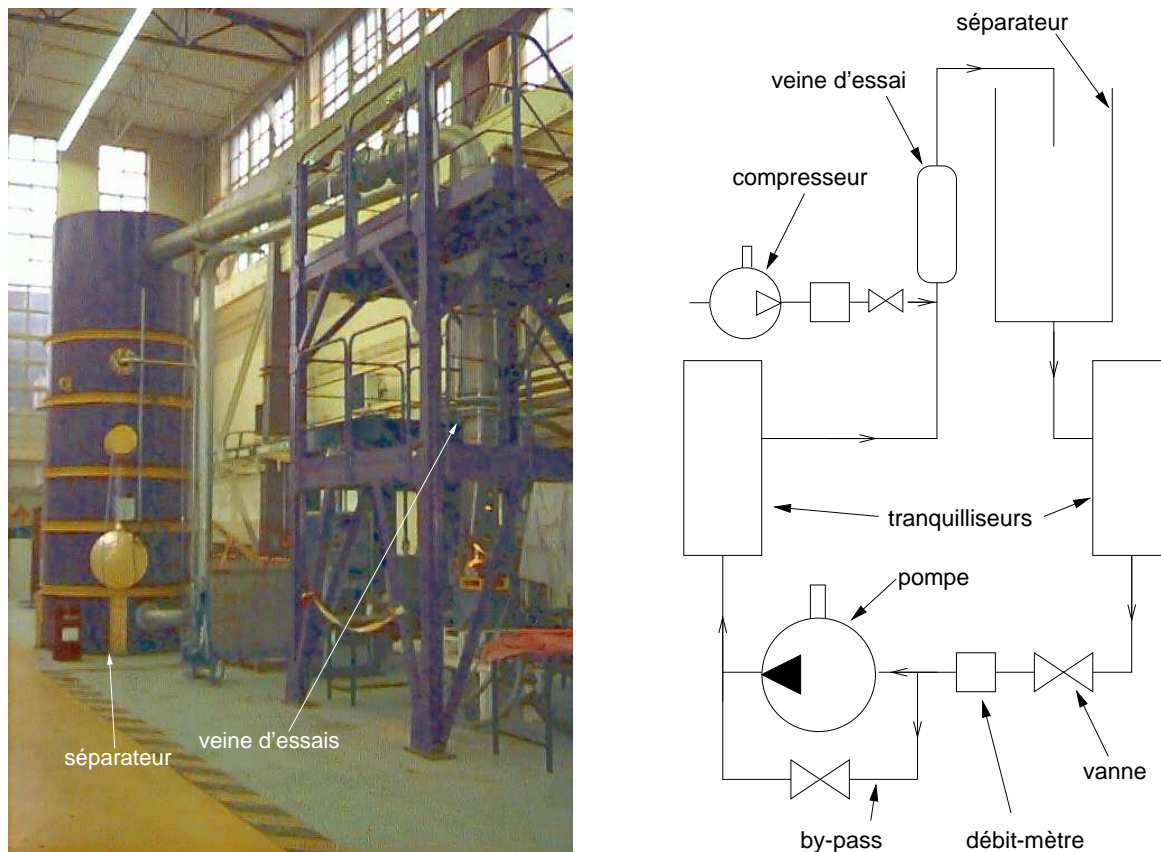 séparateur
veine d'essais
séparateur
veine d'essai
compresseur
tranquilliseurs
pompe
vanne
by-pass
débit-mètre